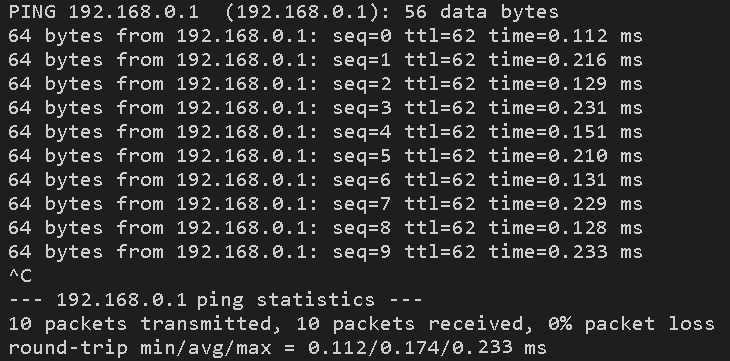 PING 192.168.0.1  (192.168.0.1): 56 data bytes
64 bytes from 192.168.0.1: seq=0 ttl=62 time=0.112 ms
64 bytes from 192.168.0.1: seq=1 ttl=62 time=0.216 ms
64 bytes from 192.168.0.1: seq=2 ttl=62 time=0.129 ms
64 bytes from 192.168.0.1: seq=3 ttl=62 time=0.231 ms
64 bytes from 192.168.0.1: seq=4 ttl=62 time=0.151 ms
64 bytes from 192.168.0.1: seq=5 ttl=62 time=0.210 ms
64 bytes from 192.168.0.1: seq=6 ttl=62 time=0.131 ms
64 bytes from 192.168.0.1: seq=7 ttl=62 time=0.229 ms
64 bytes from 192.168.0.1: seq=8 ttl=62 time=0.128 ms
64 bytes from 192.168.0.1: seq=9 ttl=62 time=0.233 ms
^C
--- 192.168.0.1 ping statistics ---
10 packets transmitted, 10 packets received, 0% packet loss
round-trip min/avg/max = 0.112/0.174/0.233 ms